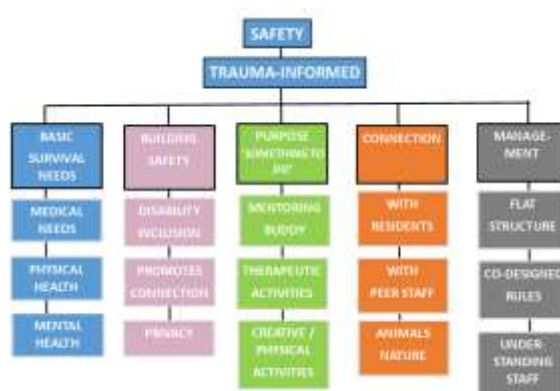 SAFETY
TRAUMA-INFORMED
BASIC
SURVIVAL
NEEDS
MEDICAL
NEEDS
PHYSICAL
HEALTH
MENTAL
HEALTH
BUILDING
SAFETY
DISABILITY
INCLUSION
PROMOTES
CONNECTION
PRIVACY
PURPOSE
'SOMETHING TO
DO'
MENTORING
BUDDY
THERAPEUTIC
ACTIVITIES
CREATIVE /
PHYSICAL
ACTIVITIES
CONNECTION
WITH
RESIDENTS
WITH
PEER STAFF
ANIMALS
NATURE
MANAGE-
MENT
FLAT
STRUCTURE
CO-DESIGNED
RULES
UNDER-
STANDING
STAFF